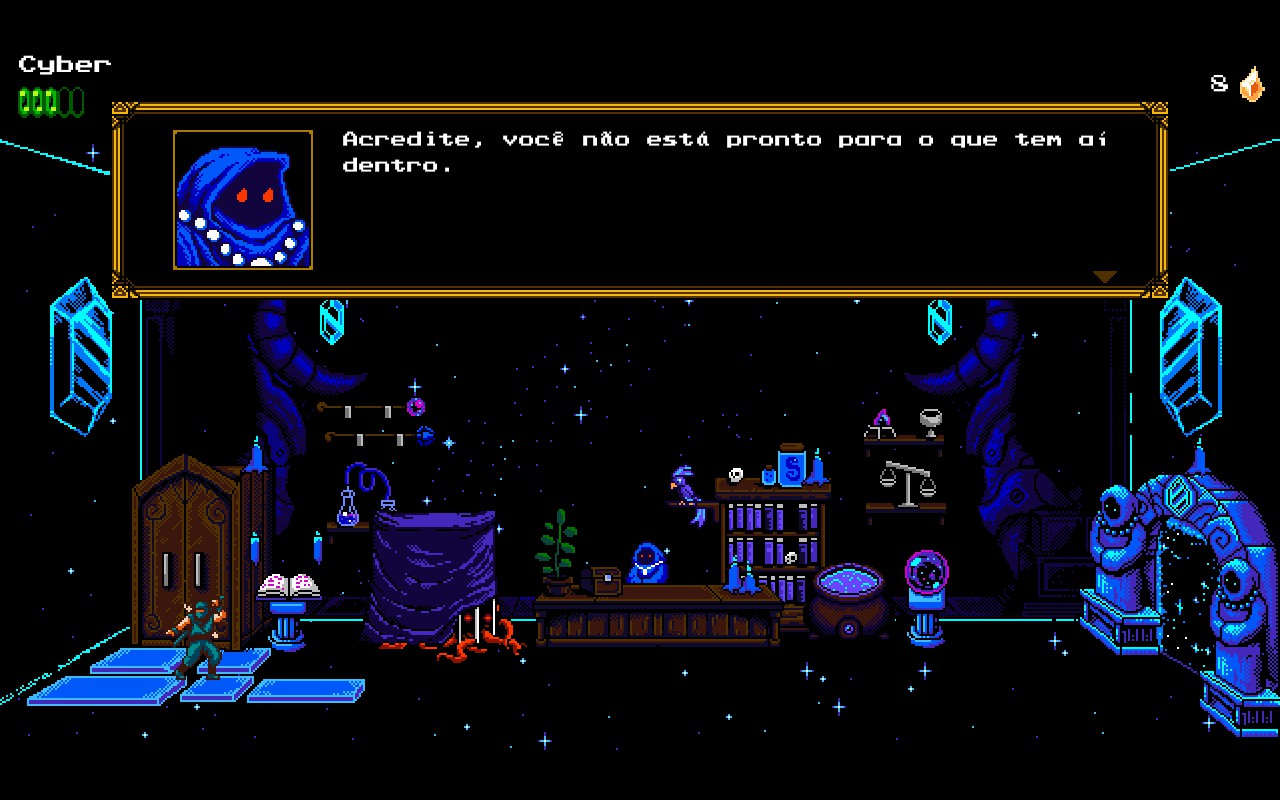 Cyber
8
Acredite, você não está pronto para o que tem aí
dentro.